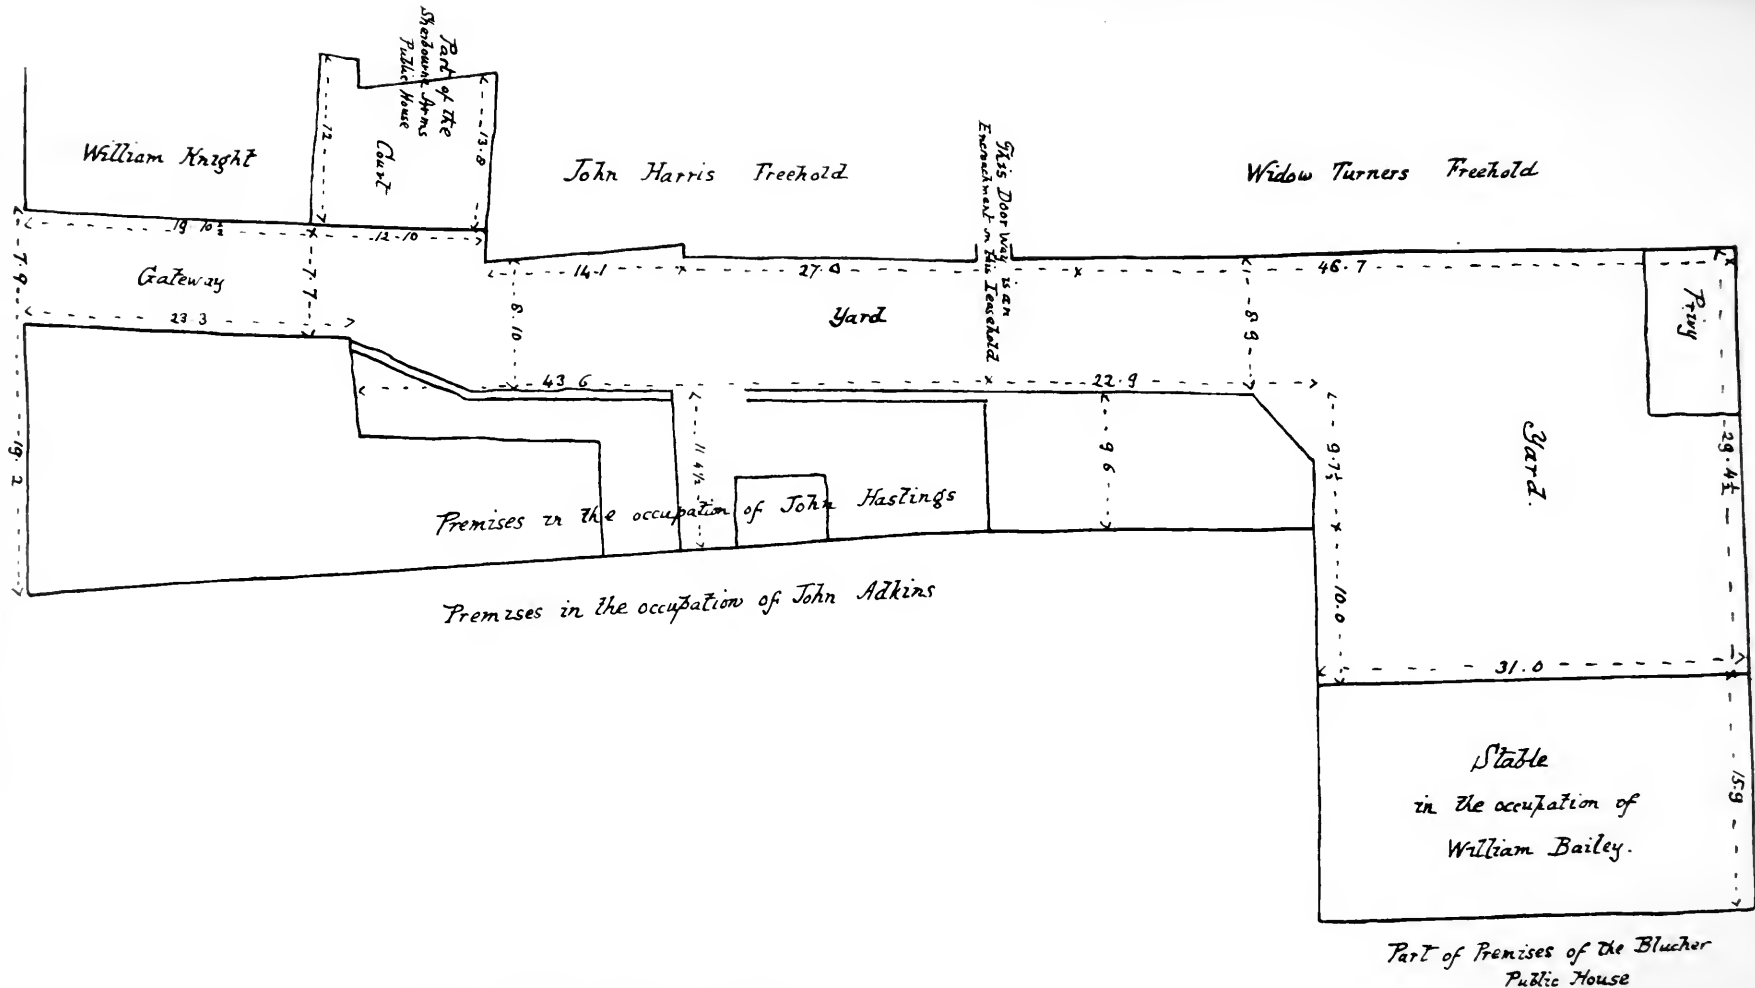 Part of the
Sherbourne Arms
Public House
Court
12
13.8
William Knight
John Harris Freehold
This Door Way is an
Encroachment on this Leasehold
Widow Turners Freehold
19.10½
12.10
7.9
Gateway
7.7
14.1
27.0
46.7
23.3
8.10
Yard
8.9
Privy
43 6
22.9
19.2
11 4½
9 6
9.7½
Yard.
29.4½
Premises in the occupation of John Hastings
Premises in the occupation of John Adkins
10.0
31.0
Stable
in the occupation of
William Bailey.
15.9
Part of Premises of the Blucher
Public House